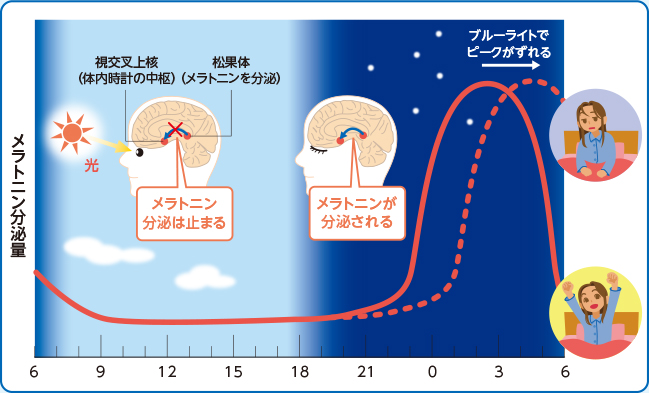 ブルーライトで
ピークがずれる
視交叉上核
（体内時計の中枢）
松果体
（メラトニンを分泌）
光
メラトニン
分泌は止まる
メラトニンが
分泌される
メラトニン分泌量
6 9 12 15 18 21 0 3 6